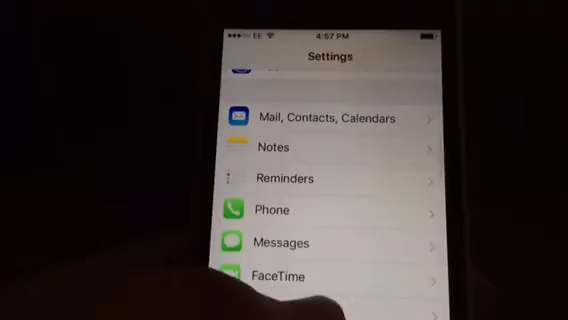 EE 4:57 PM
Settings
Mail, Contacts, Calendars
Notes
Reminders
Phone
Messages
FaceTime